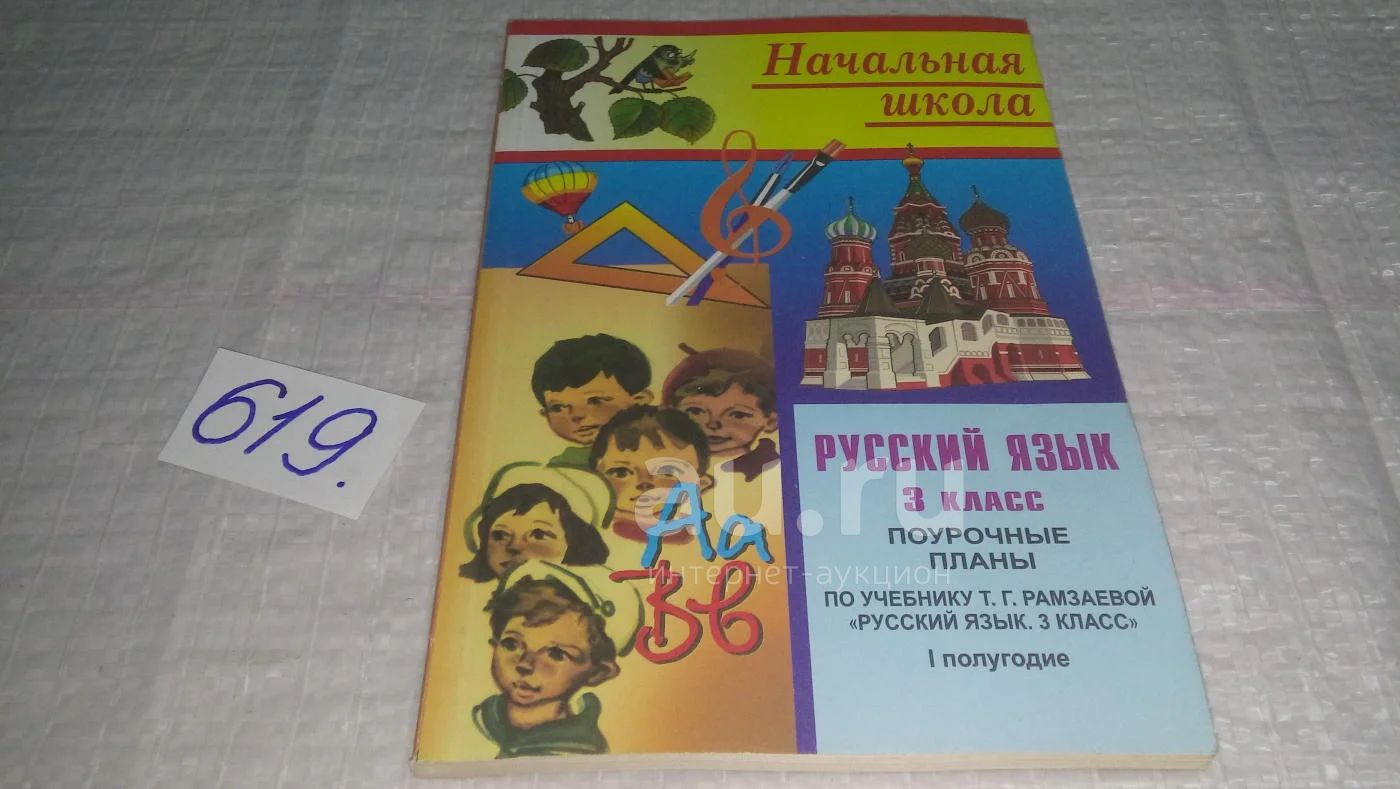 Начальная
школа
619.
РУССКИЙ ЯЗЫК
3 КЛАСС
ПОУРОЧНЫЕ
ПЛАНЫ
ПО УЧЕБНИКУ Т. Г. РАМЗАЕВОЙ
«РУССКИЙ ЯЗЫК. 3 КЛАСС»
I полугодие
Аа
Вв
au.ru
интернет-аукцион